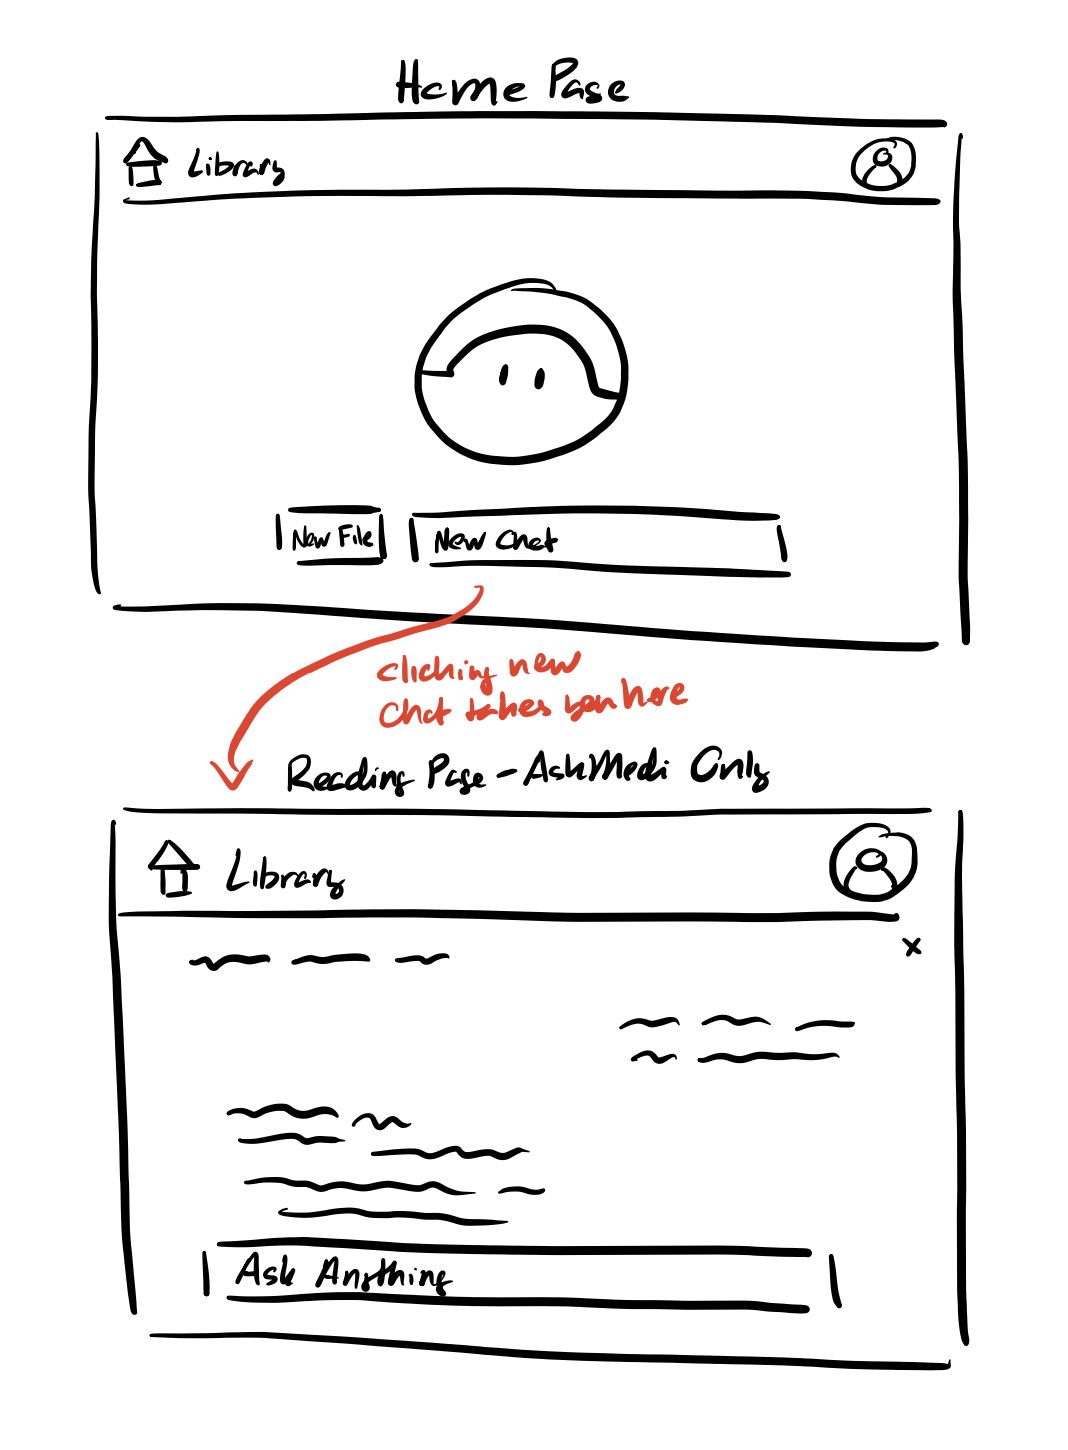 Home Page
Library
New File
New Chat
clicking new
chat takes you here
Reading Page - AskMedi Only
Library
x
Ask Anything